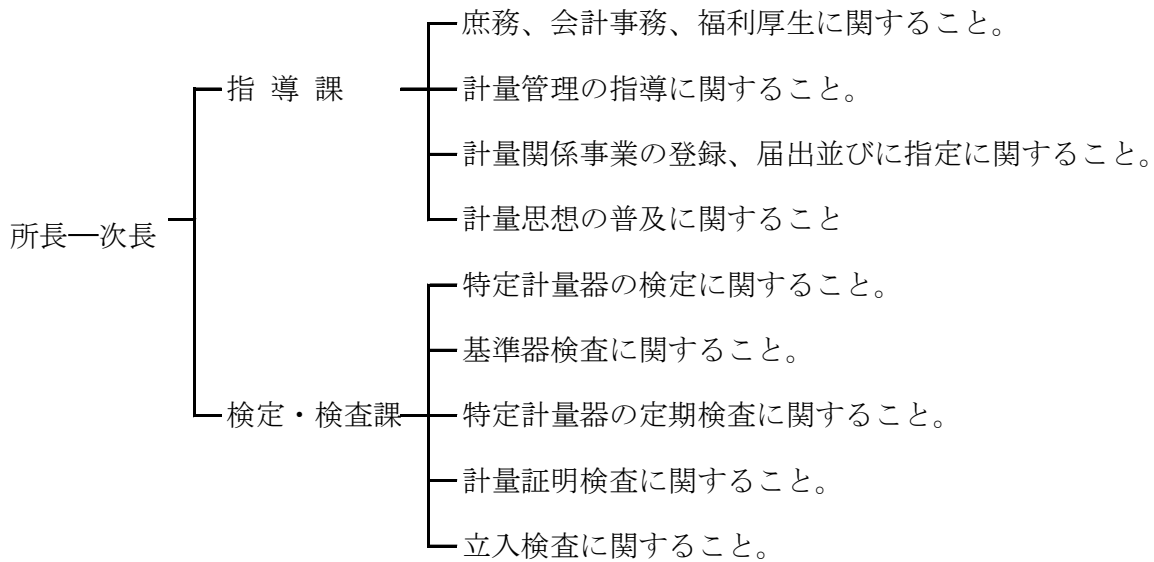 庶務、会計事務、福利厚生に関すること。
指 導 課
計量管理の指導に関すること。
計量関係事業の登録、届出並びに指定に関すること。
計量思想の普及に関すること
所長―次長
特定計量器の検定に関すること。
基準器検査に関すること。
検定・検査課
特定計量器の定期検査に関すること。
計量証明検査に関すること。
立入検査に関すること。